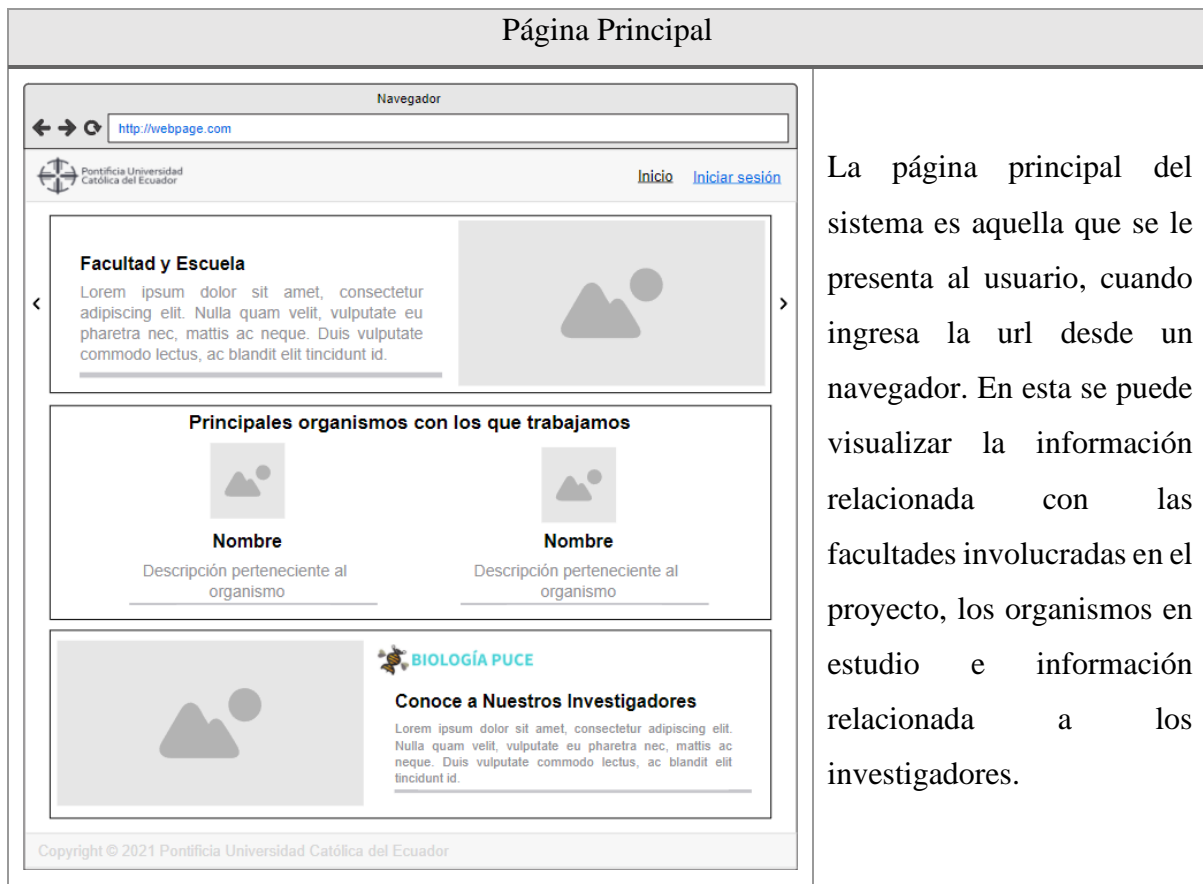 Página Principal
Navegador
http://webpage.com
Pontificia Universidad
Católica del Ecuador
Inicio Iniciar sesión
Facultad y Escuela
Lorem ipsum dolor sit amet, consectetur
adipiscing elit. Nulla quam velit, vulputate eu
pharetra nec, mattis ac neque. Duis vulputate
commodo lectus, ac blandit elit tincidunt id.
Principales organismos con los que trabajamos
Nombre
Descripción perteneciente al
organismo
Nombre
Descripción perteneciente al
organismo
BIOLOGÍA PUCE
Conoce a Nuestros Investigadores
Lorem ipsum dolor sit amet, consectetur adipiscing elit.
Nulla quam velit, vulputate eu pharetra nec, mattis ac
neque. Duis vulputate commodo lectus, ac blandit elit
tincidunt id.
Copyright © 2021 Pontificia Universidad Católica del Ecuador
La página principal del
sistema es aquella que se le
presenta al usuario, cuando
ingresa la url desde un
navegador. En esta se puede
visualizar la información
relacionada con las
facultades involucradas en el
proyecto, los organismos en
estudio e información
relacionada a los
investigadores.